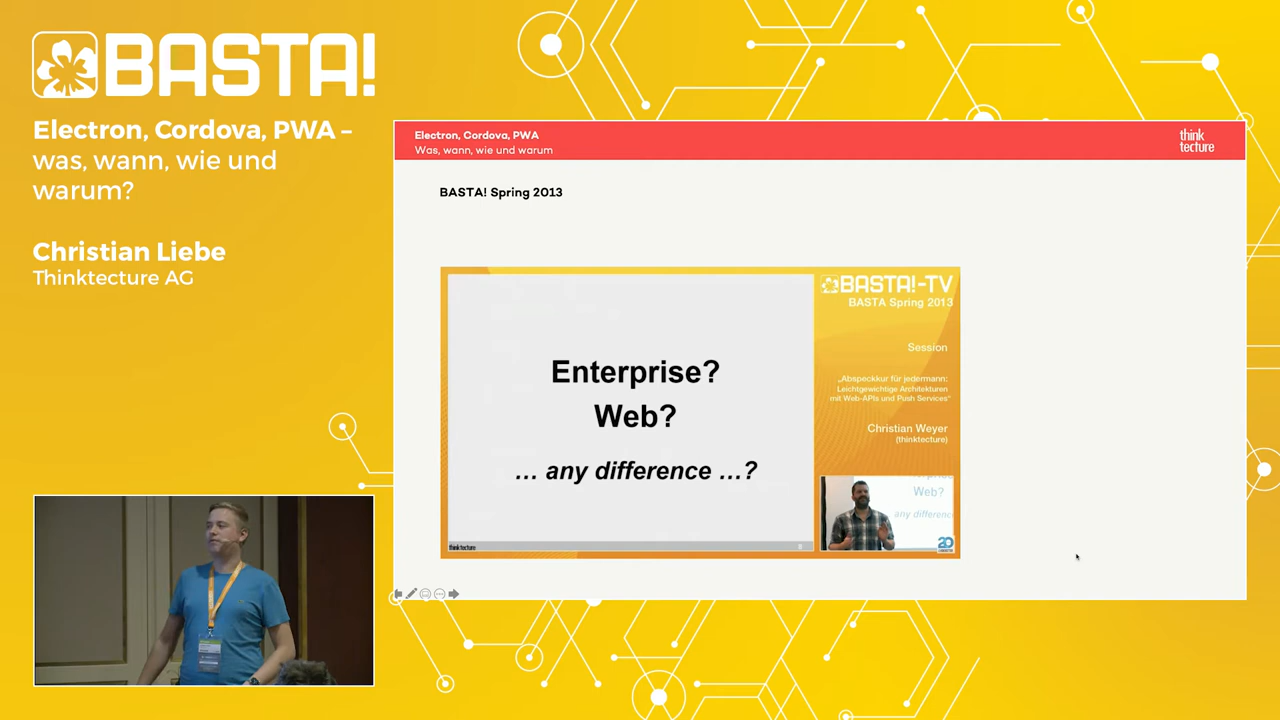 BASTA!
Electron, Cordova, PWA –
was, wann, wie und
warum?
Christian Liebe
Thinktecture AG
Electron, Cordova, PWA
Was, wann, wie und warum
think
tecture
BASTA! Spring 2013
Enterprise?
Web?
... any difference ...?
thinktecture
BASTA!-TV
BASTA Spring 2013
Session
„Abspeckkur für jedermann:
Leichtgewichtige Architekturen
mit Web-APIs und Push Services“
Christian Weyer
(thinktecture)
Web?
any difference
20